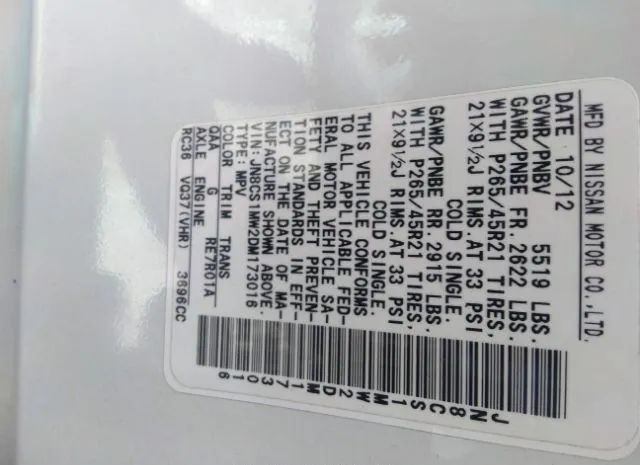 MFD BY NISSAN MOTOR CO.,LTD.
DATE 10/12
GVWR/PNBV 5519 LBS.
GAWR/PNBE FR. 2622 LBS.
WITH P265/45R21 TIRES,
21X9½J RIMS. AT 33 PSI
COLD SINGLE.
GAWR/PNBE RR. 2915 LBS.
WITH P265/45R21 TIRES,
21X9½J RIMS. AT 33 PSI
COLD SINGLE.
THIS VEHICLE CONFORMS
TO ALL APPLICABLE FED-
ERAL MOTOR VEHICLE SA-
FETY AND THEFT PREVEN-
TION STANDARDS IN EFF-
ECT ON THE DATE OF MA-
NUFACTURE SHOWN ABOVE.
VIN: JN8CS1MW2DM173016
TYPE: MPV
COLOR TRIM TRANS
QAA G RE7R01A
AXLE ENGINE
RC36 VQ37(VHR) 3696CC
JN8CS1MW2DM173016